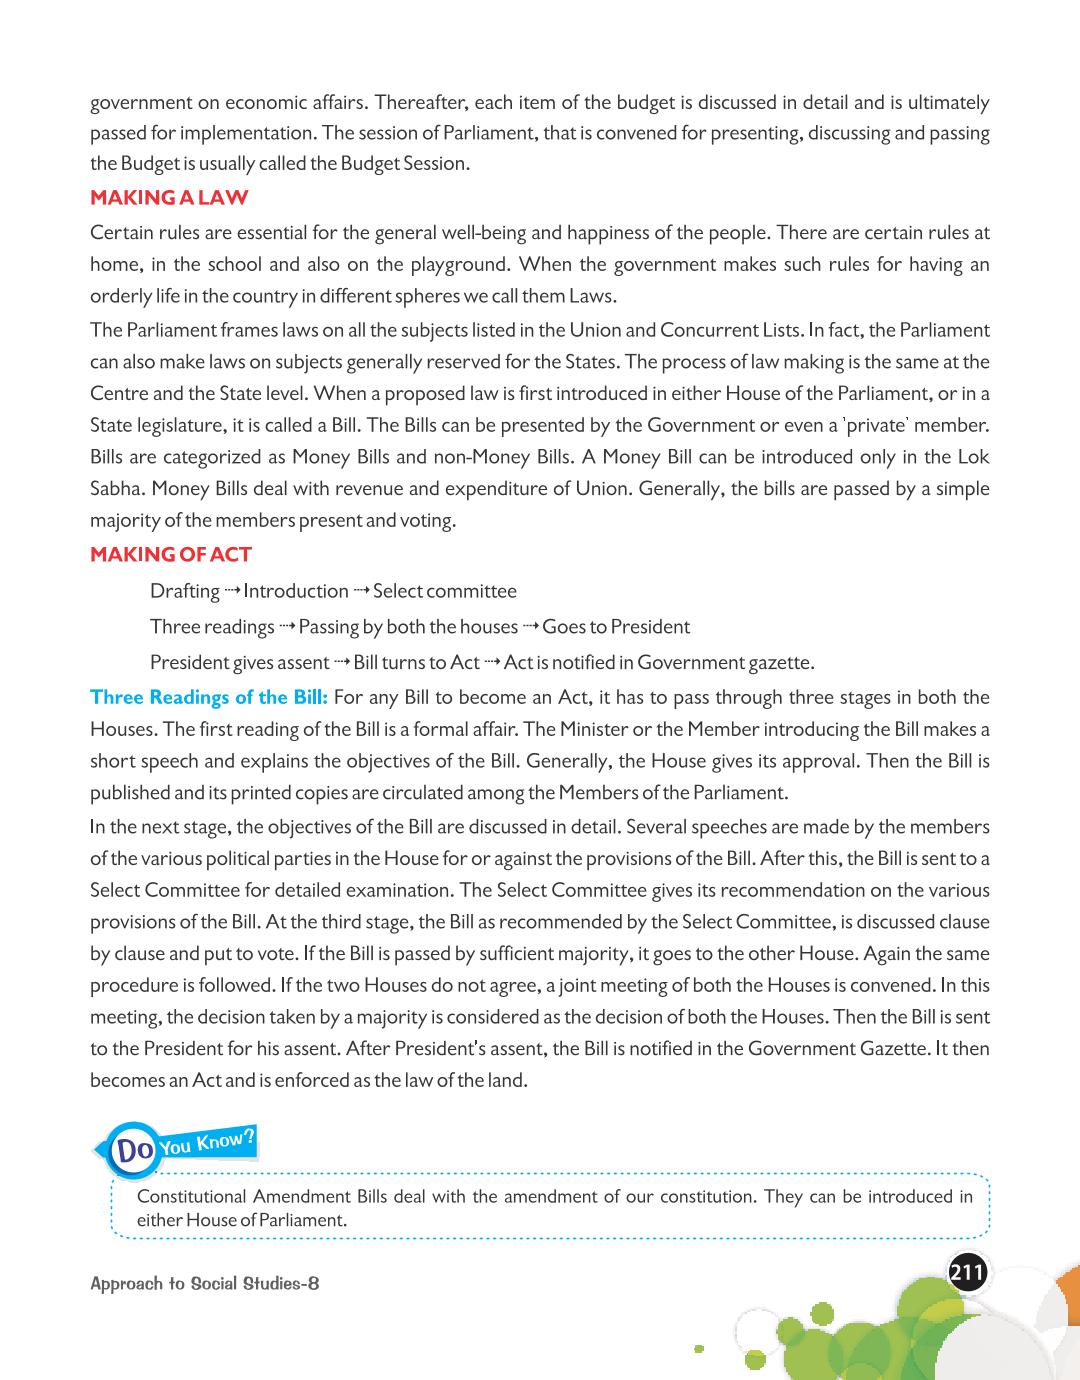 government on economic affairs. Thereafter, each item of the budget is discussed in detail and is ultimately
passed for implementation. The session of Parliament, that is convened for presenting, discussing and passing
the Budget is usually called the Budget Session.
MAKING A LAW
Certain rules are essential for the general well-being and happiness of the people. There are certain rules at
home, in the school and also on the playground. When the government makes such rules for having an
orderly life in the country in different spheres we call them Laws.
The Parliament frames laws on all the subjects listed in the Union and Concurrent Lists. In fact, the Parliament
can also make laws on subjects generally reserved for the States. The process of law making is the same at the
Centre and the State level. When a proposed law is first introduced in either House of the Parliament, or in a
State legislature, it is called a Bill. The Bills can be presented by the Government or even a 'private' member.
Bills are categorized as Money Bills and non-Money Bills. A Money Bill can be introduced only in the Lok
Sabha. Money Bills deal with revenue and expenditure of Union. Generally, the bills are passed by a simple
majority of the members present and voting.
MAKING OF ACT
Drafting ⇢ Introduction ⇢ Select committee
Three readings ⇢ Passing by both the houses ⇢ Goes to President
President gives assent ⇢ Bill turns to Act ⇢ Act is notified in Government gazette.
Three Readings of the Bill: For any Bill to become an Act, it has to pass through three stages in both the
Houses. The first reading of the Bill is a formal affair. The Minister or the Member introducing the Bill makes a
short speech and explains the objectives of the Bill. Generally, the House gives its approval. Then the Bill is
published and its printed copies are circulated among the Members of the Parliament.
In the next stage, the objectives of the Bill are discussed in detail. Several speeches are made by the members
of the various political parties in the House for or against the provisions of the Bill. After this, the Bill is sent to a
Select Committee for detailed examination. The Select Committee gives its recommendation on the various
provisions of the Bill. At the third stage, the Bill as recommended by the Select Committee, is discussed clause
by clause and put to vote. If the Bill is passed by sufficient majority, it goes to the other House. Again the same
procedure is followed. If the two Houses do not agree, a joint meeting of both the Houses is convened. In this
meeting, the decision taken by a majority is considered as the decision of both the Houses. Then the Bill is sent
to the President for his assent. After President's assent, the Bill is notified in the Government Gazette. It then
becomes an Act and is enforced as the law of the land.
Do You Know?
Constitutional Amendment Bills deal with the amendment of our constitution. They can be introduced in
either House of Parliament.
Approach to Social Studies-8
211